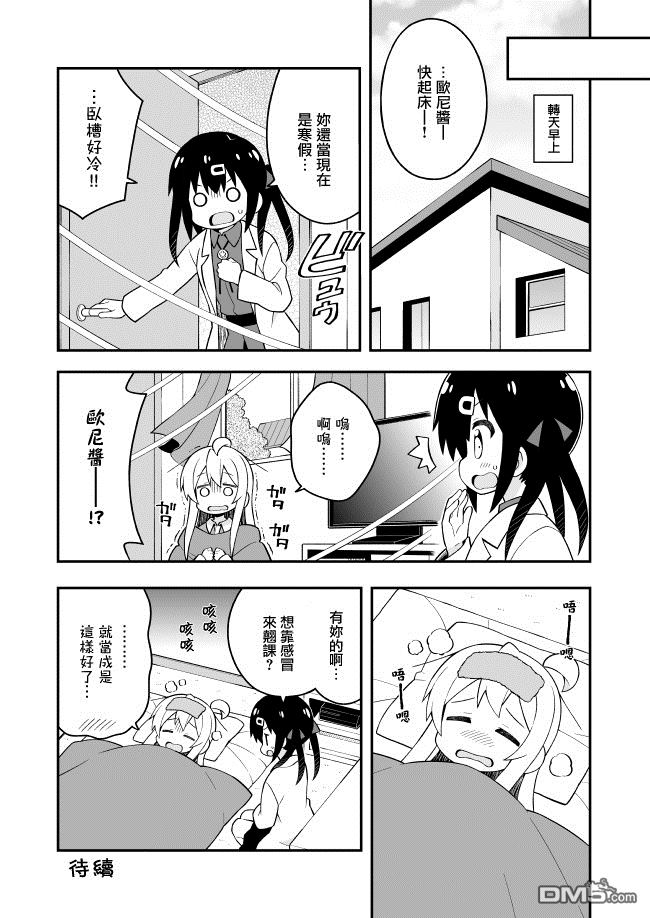 轉天早上
…歐尼醬—
快起床—!
妳還當現在
是寒假…
…臥槽好冷!!
ビュウ
嗚……
啊嗚……
ガタ
ガタ
ガタ
歐尼醬
——!?
唔—嗯
唔—嗯
有妳的啊…
想靠感冒
來翹課?
咳咳
咳咳
………
就當成是
這樣好了…
待續
DM5.com